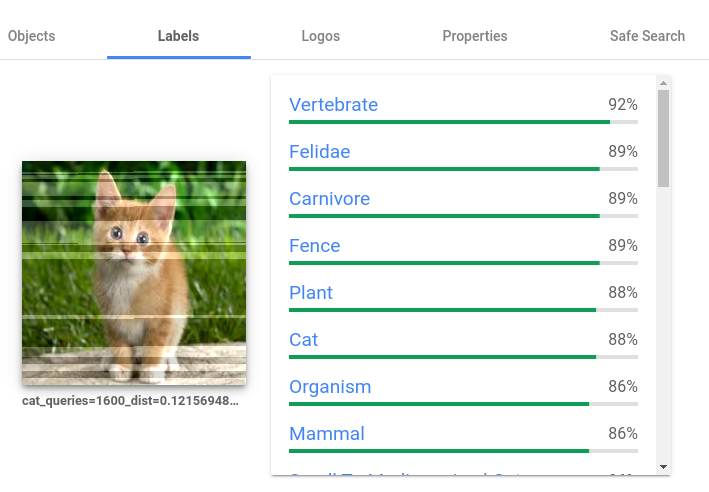 Objects Labels Logos Properties Safe Search
Vertebrate 92%
Felidae 89%
Carnivore 89%
Fence 89%
Plant 88%
Cat 88%
Organism 86%
Mammal 86%
cat_queries=1600_dist=0.12156948...